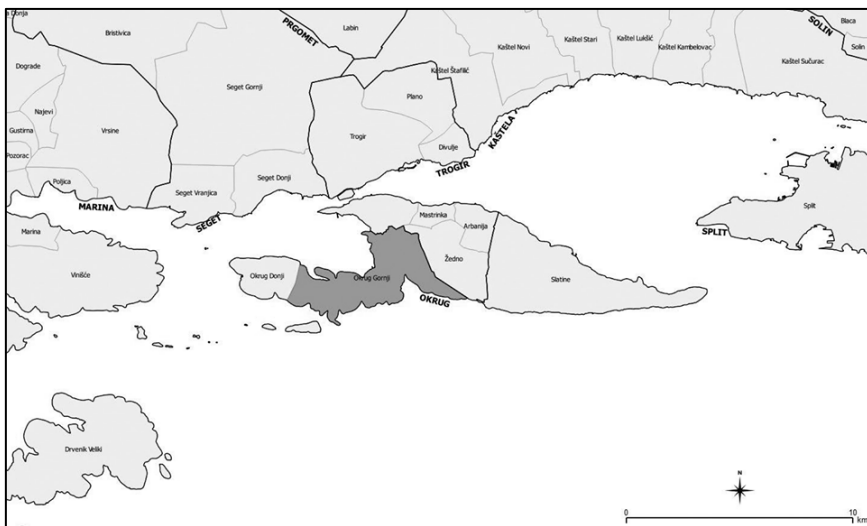 a Donja
Bristivica
PRGOMET
Labin
Kaštel Novi
Kaštel Stari
Kaštel Lukšić
Kaštel Kambelovac
SOLIN
Blaca
Solin
Kaštel Sućurac
Dograde
Seget Gornji
Kaštel Štafilić
Najevi
Plano
Gustirna
Vrsine
Trogir
Divulje
KAŠTELA
Pozorac
Poljica
Seget Vranjica
Seget Donji
TROGIR
MARINA
SEGET
Mastrinka
Arbanija
Split
SPLIT
Marina
Vinišće
Okrug Donji
Okrug Gornji
Žedno
Slatine
OKRUG
Drvenik Veliki
N
0
10
km